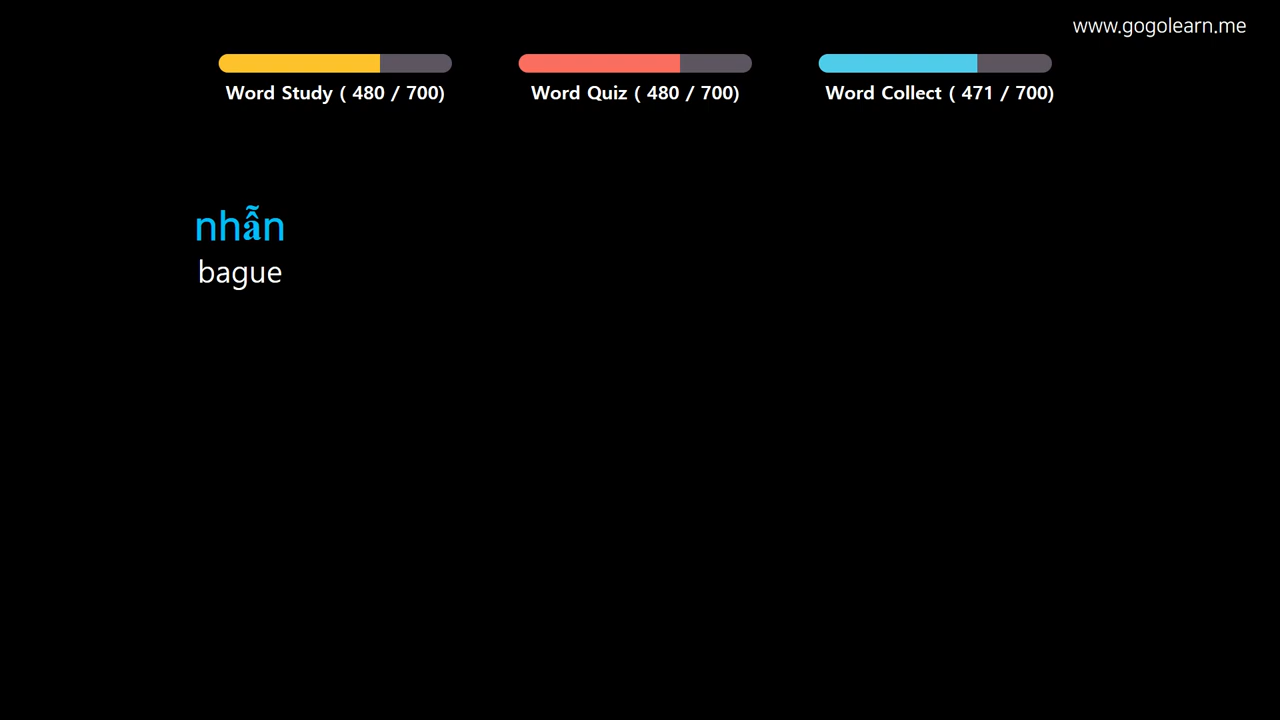 www.gogolearn.me
Word Study ( 480 / 700)
Word Quiz ( 480 / 700)
Word Collect ( 471 / 700)
nhẫn
bague